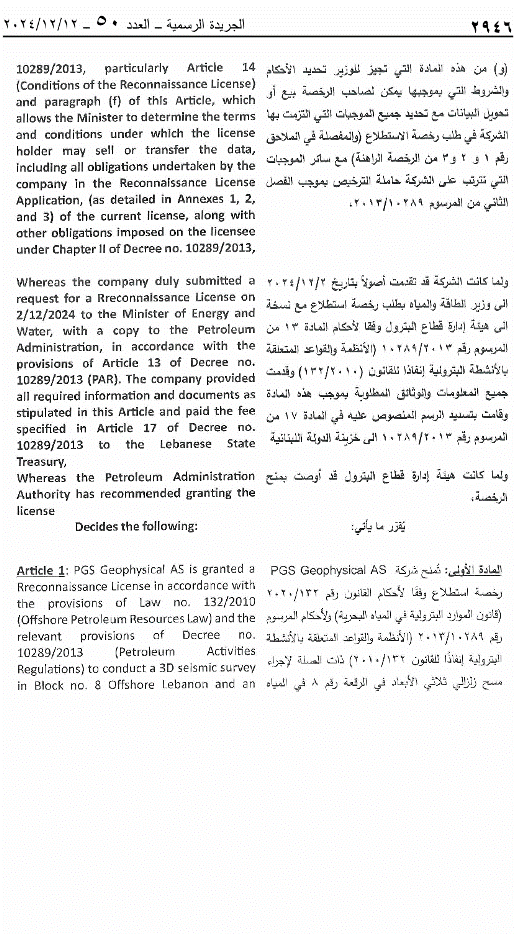 ٢٩٤٦
الجريدة الرسمية ــ العدد ٥٠ ــ ٢٠٢٤/١٢/١٢
10289/2013, particularly Article 14
(Conditions of the Reconnaissance License)
and paragraph (f) of this Article, which
allows the Minister to determine the terms
and conditions under which the license
holder may sell or transfer the data,
including all obligations undertaken by the
company in the Reconnaissance License
Application, (as detailed in Annexes 1, 2,
and 3) of the current license, along with
other obligations imposed on the licensee
under Chapter II of Decree no. 10289/2013,
Whereas the company duly submitted a
request for a Rreconnaissance License on
2/12/2024 to the Minister of Energy and
Water, with a copy to the Petroleum
Administration, in accordance with the
provisions of Article 13 of Decree no.
10289/2013 (PAR). The company provided
all required information and documents as
stipulated in this Article and paid the fee
specified in Article 17 of Decree no.
10289/2013 to the Lebanese State
Treasury,
Whereas the Petroleum Administration
Authority has recommended granting the
license
Decides the following:
Article 1: PGS Geophysical AS is granted a
Rreconnaissance License in accordance with
the provisions of Law no. 132/2010
(Offshore Petroleum Resources Law) and the
relevant provisions of Decree no.
10289/2013 (Petroleum Activities
Regulations) to conduct a 3D seismic survey
in Block no. 8 Offshore Lebanon and an
(و) من هذه المادة التي تجيز للوزير تحديد الأحكام
والشروط التي بموجبها يمكن لصاحب الرخصة بيع أو
تحويل البيانات مع تحديد جميع الموجبات التي التزمت بها
الشركة في طلب رخصة الاستطلاع (والمفصلة في الملاحق
رقم ١ و ٢ و٣ من الرخصة الراهنة) مع سائر الموجبات
التي تترتب على الشركة حاملة الترخيص بموجب الفصل
الثاني من المرسوم ٢٠١٣/١٠٢٨٩،
ولما كانت الشركة قد تقدمت أصولاً بتاريخ ٢٠٢٤/١٢/٢
الى وزير الطاقة والمياه بطلب رخصة استطلاع مع نسخة
الى هيئة إدارة قطاع البترول وفقا لأحكام المادة ١٣ من
المرسوم رقم ٢٠١٣/١٠٢٨٩ (الأنظمة والقواعد المتعلقة
بالأنشطة البترولية إنفاذا للقانون ١٣٢/٢٠١٠) وقدمت
جميع المعلومات والوثائق المطلوبة بموجب هذه المادة
وقامت بتسديد الرسم المنصوص عليه في المادة ١٧ من
المرسوم رقم ٢٠١٣/١٠٢٨٩ الى خزينة الدولة اللبنانية
ولما كانت هيئة إدارة قطاع البترول قد أوصت بمنح
الرخصة،
يُقرّر ما يأتي:
المادة الأولى: تُمنح شركة PGS Geophysical AS
رخصة استطلاع وفقًا لأحكام القانون رقم ٢٠٢٠/١٣٢
(قانون الموارد البترولية في المياه البحرية) ولأحكام المرسوم
رقم ٢٠١٣/١٠٢٨٩ (الأنظمة والقواعد المتعلقة بالأنشطة
البترولية إنفاذًا للقانون ٢٠١٠/١٣٢) ذات الصلة لإجراء
مسح زلزالي ثلاثي الأبعاد في الرقعة رقم ٨ في المياه